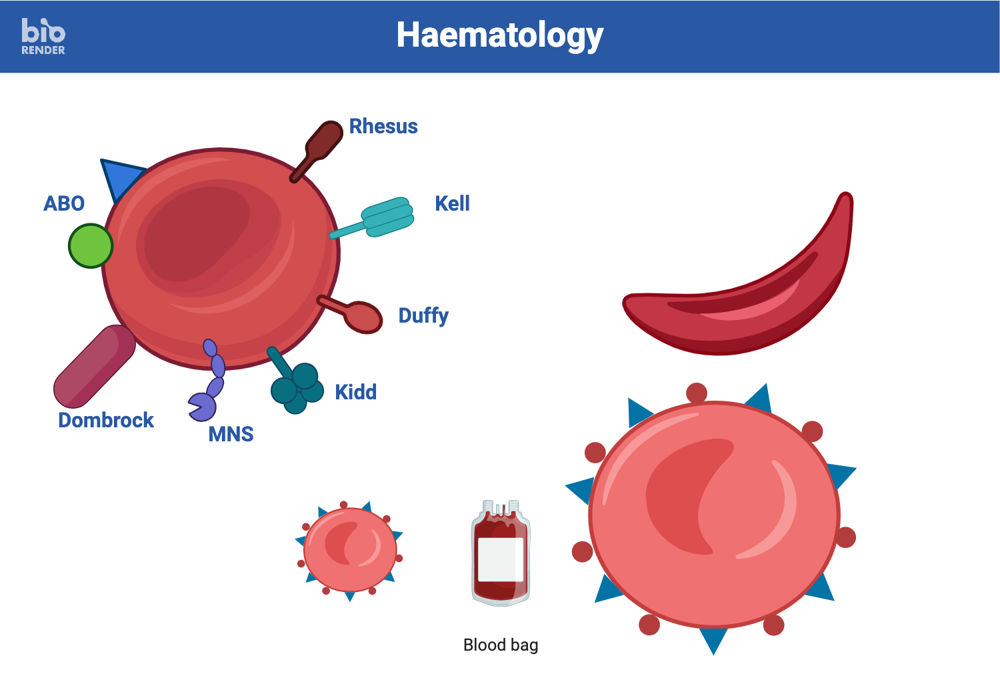 bio
RENDER
Haematology
Rhesus
ABO
Kell
Duffy
Kidd
Dombrock
MNS
Blood bag